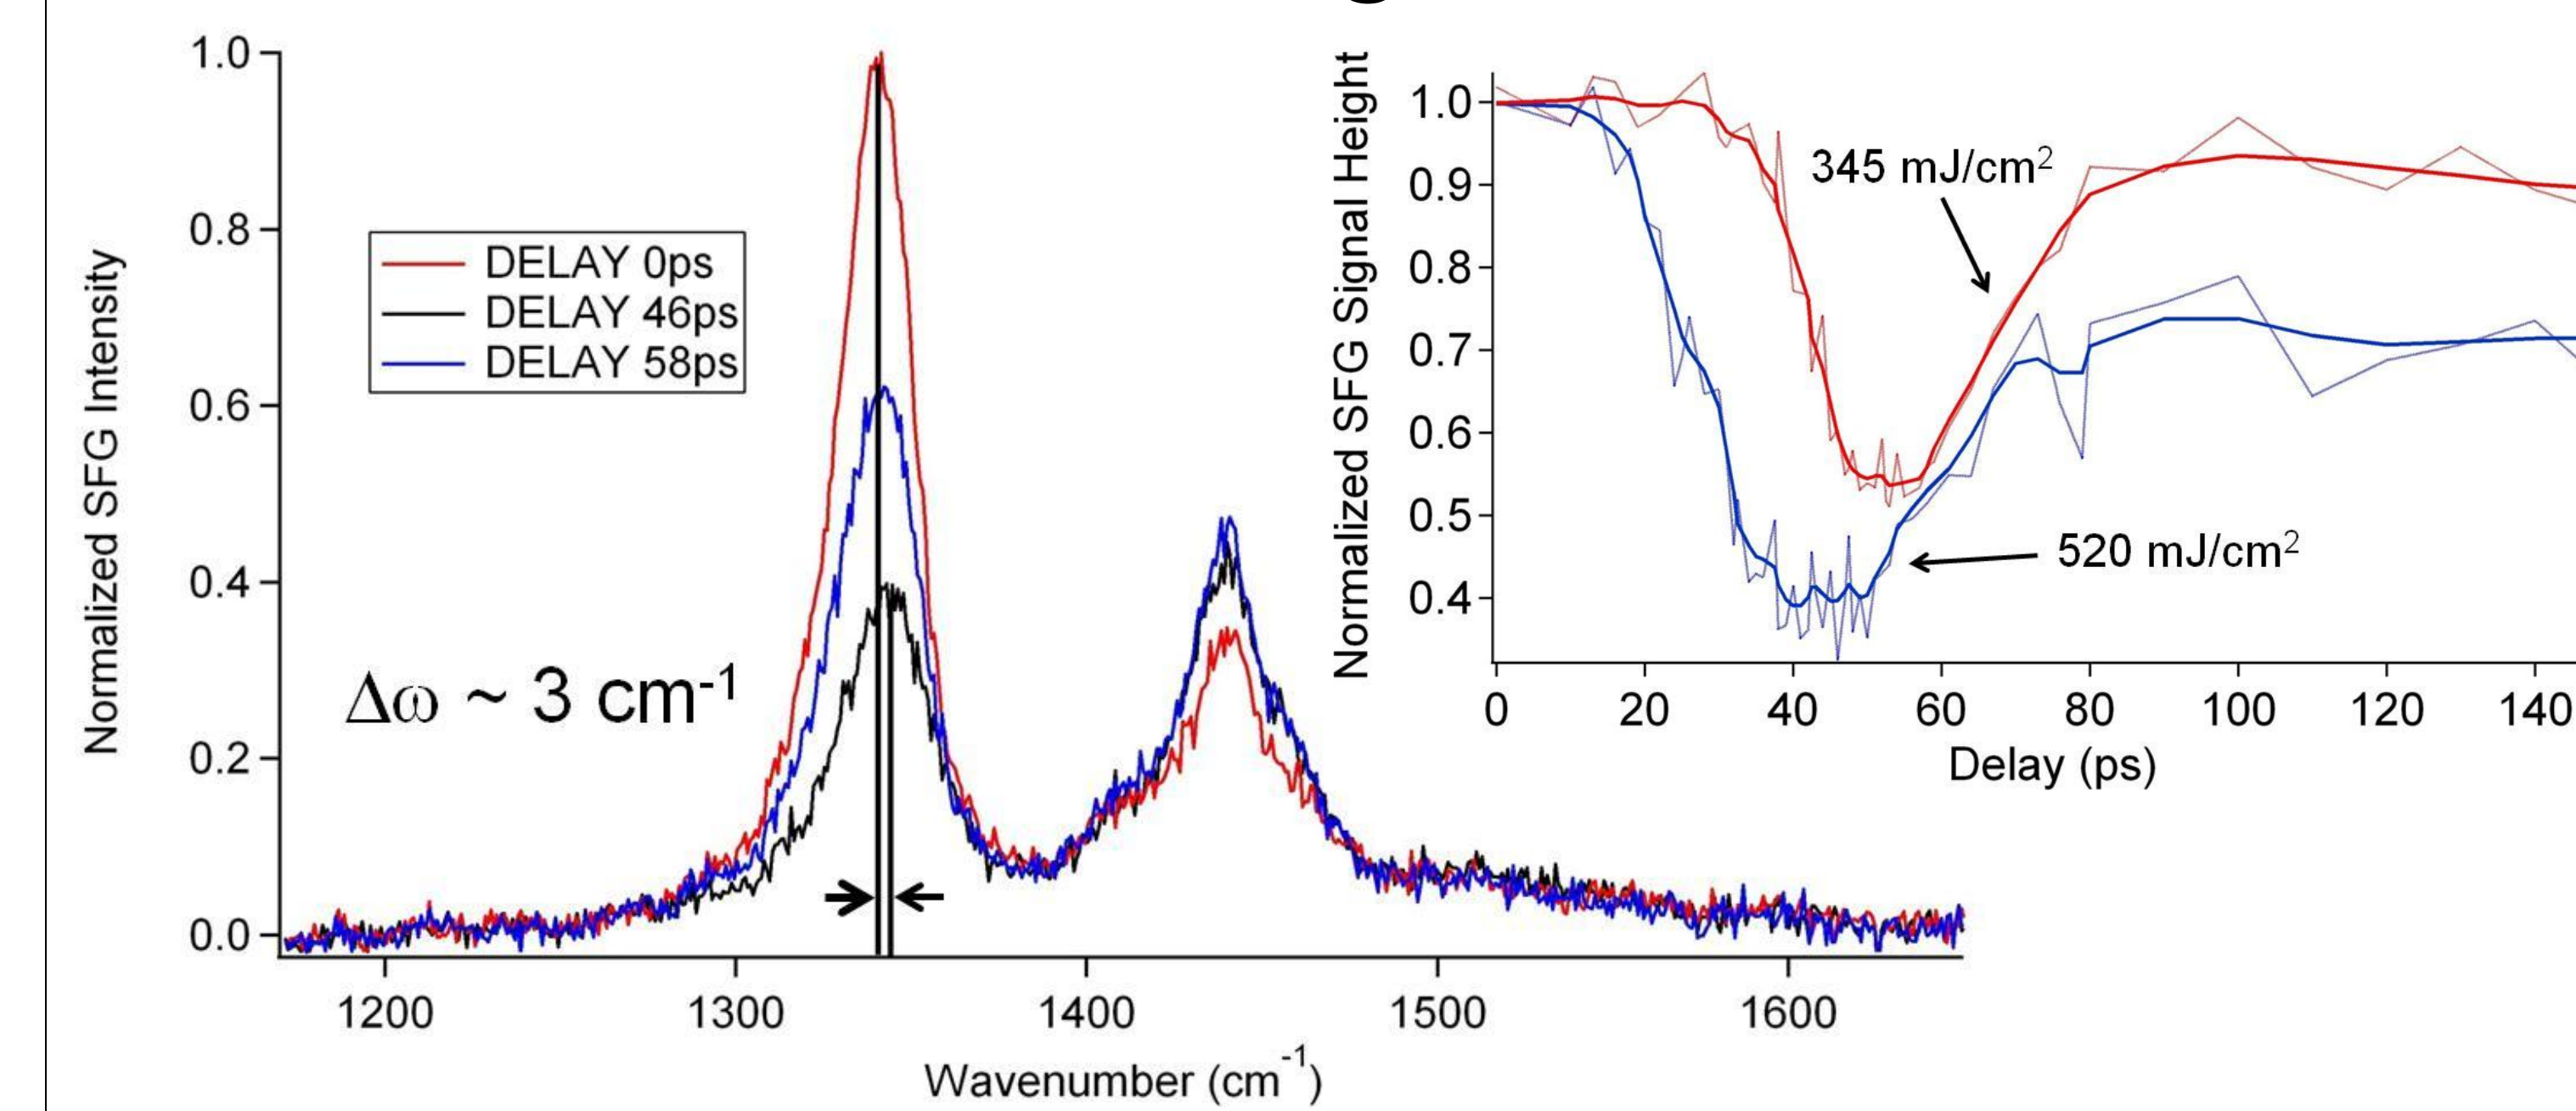 Normalized SFG Intensity
1.0
0.8
0.6
0.4
0.2
0.0
DELAY 0ps
DELAY 46ps
DELAY 58ps
Δω ~ 3 cm-1
1200 1300 1400 1500 1600
Wavenumber (cm-1)
Normalized SFG Signal Height
1.0
0.9
0.8
0.7
0.6
0.5
0.4
345 mJ/cm2
520 mJ/cm2
0 20 40 60 80 100 120 140
Delay (ps)